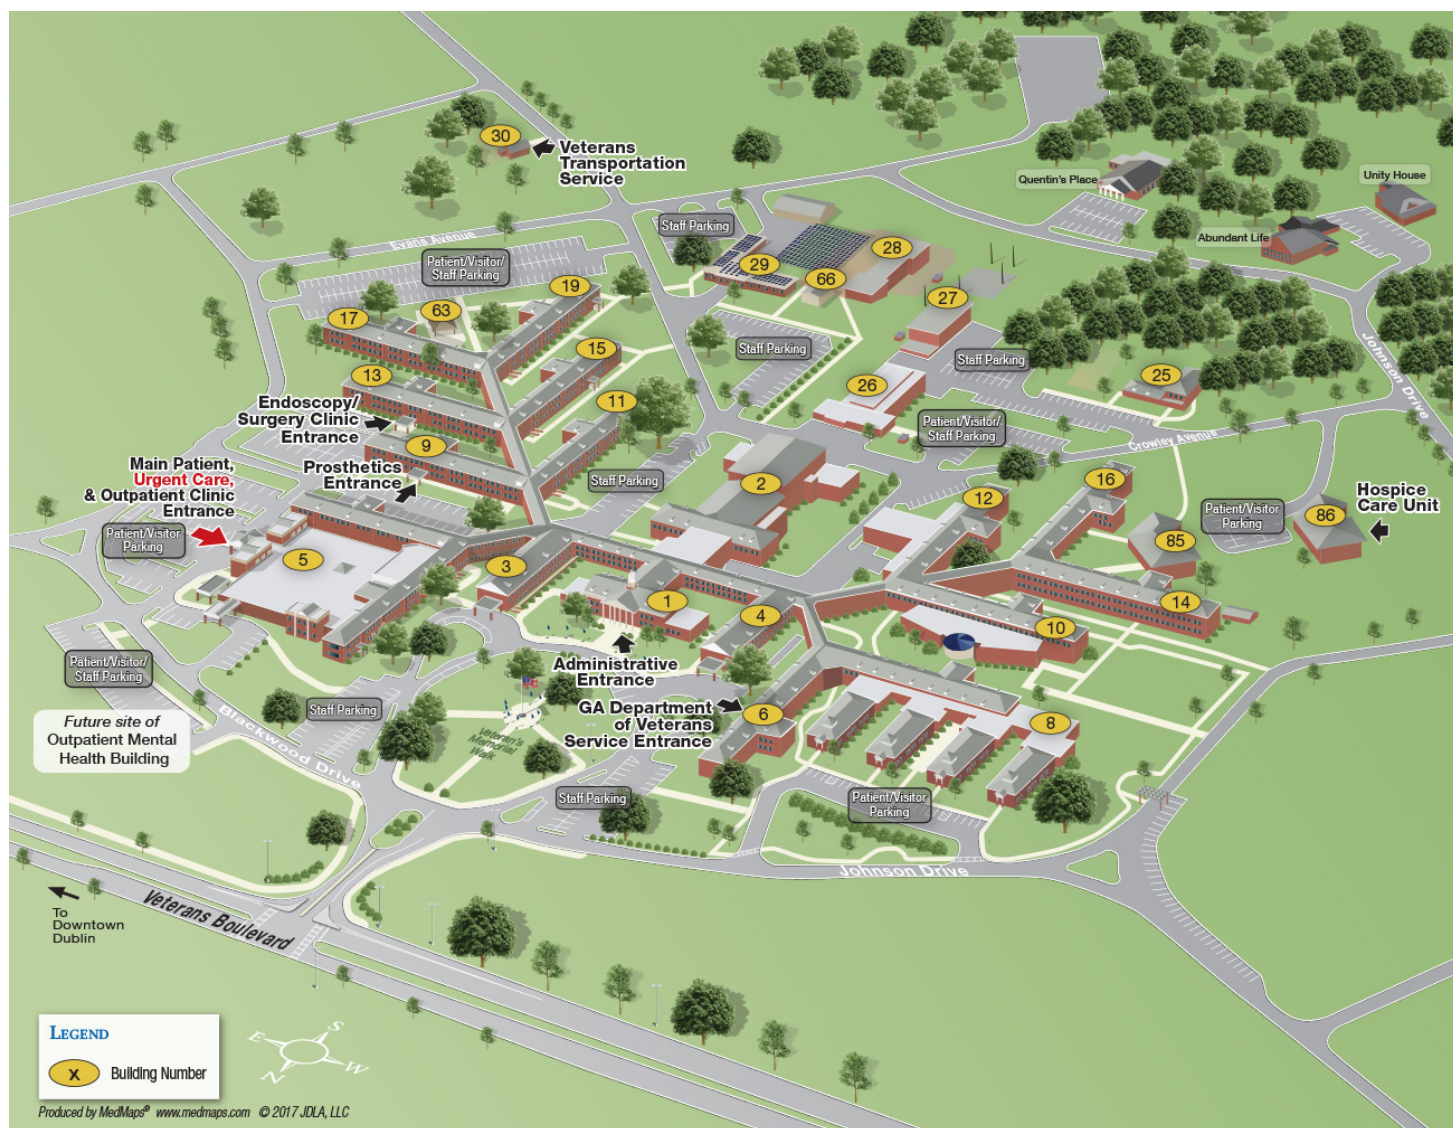 30
Veterans
Transportation
Service
Quentin's Place
Unity House
Abundant Life
Staff Parking
Evans Avenue
Patient/Visitor/
Staff Parking
29
28
66
27
19
63
17
15
13
11
9
Staff Parking
Staff Parking
25
26
Johnson Drive
Patient/Visitor/
Staff Parking
Crowley Avenue
Endoscopy/
Surgery Clinic
Entrance
Prosthetics
Entrance
Main Patient,
Urgent Care,
& Outpatient Clinic
Entrance
Patient/Visitor
Parking
Staff Parking
2
12
16
Patient/Visitor
Parking
86
Hospice
Care Unit
85
5
3
1
4
14
10
Administrative
Entrance
GA Department
of Veterans
Service Entrance
6
8
Patient/Visitor/
Staff Parking
Staff Parking
Future site of
Outpatient Mental
Health Building
Blackwood Drive
Veteran's
Memorial
Walk
Staff Parking
Patient/Visitor
Parking
Johnson Drive
Veterans Boulevard
To
Downtown
Dublin
LEGEND
X Building Number
E
S
N
W
Produced by MedMaps® www.medmaps.com © 2017 JDLA, LLC